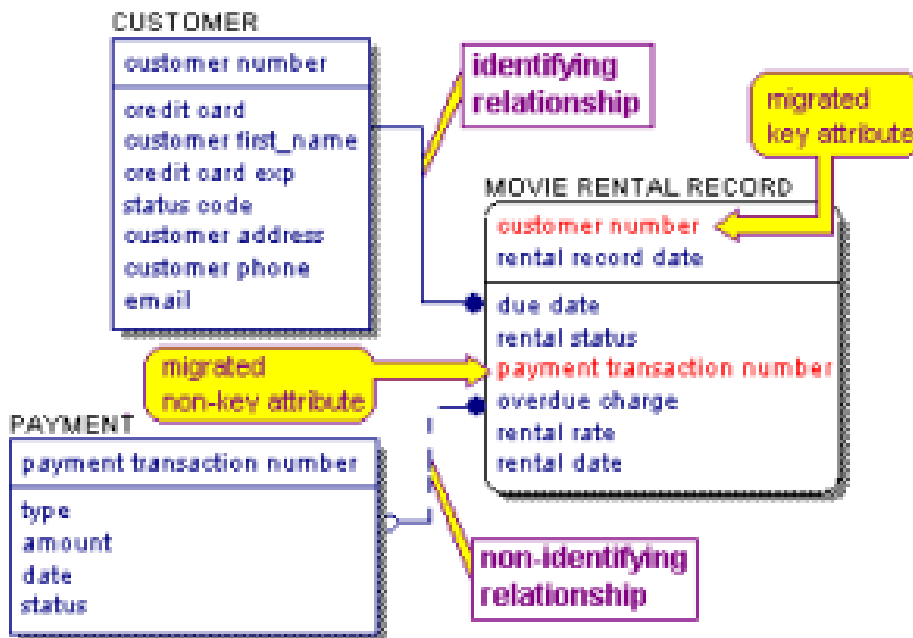 CUSTOMER
customer number
credit card
customer first_name
credit card exp
status code
customer address
customer phone
email
identifying
relationship
migrated
key attribute
MOVIE RENTAL RECORD
customer number
rental record date
due date
rental status
payment transaction number
overdue charge
rental rate
rental date
migrated
non-key attribute
PAYMENT
payment transaction number
type
amount
date
status
non-identifying
relationship